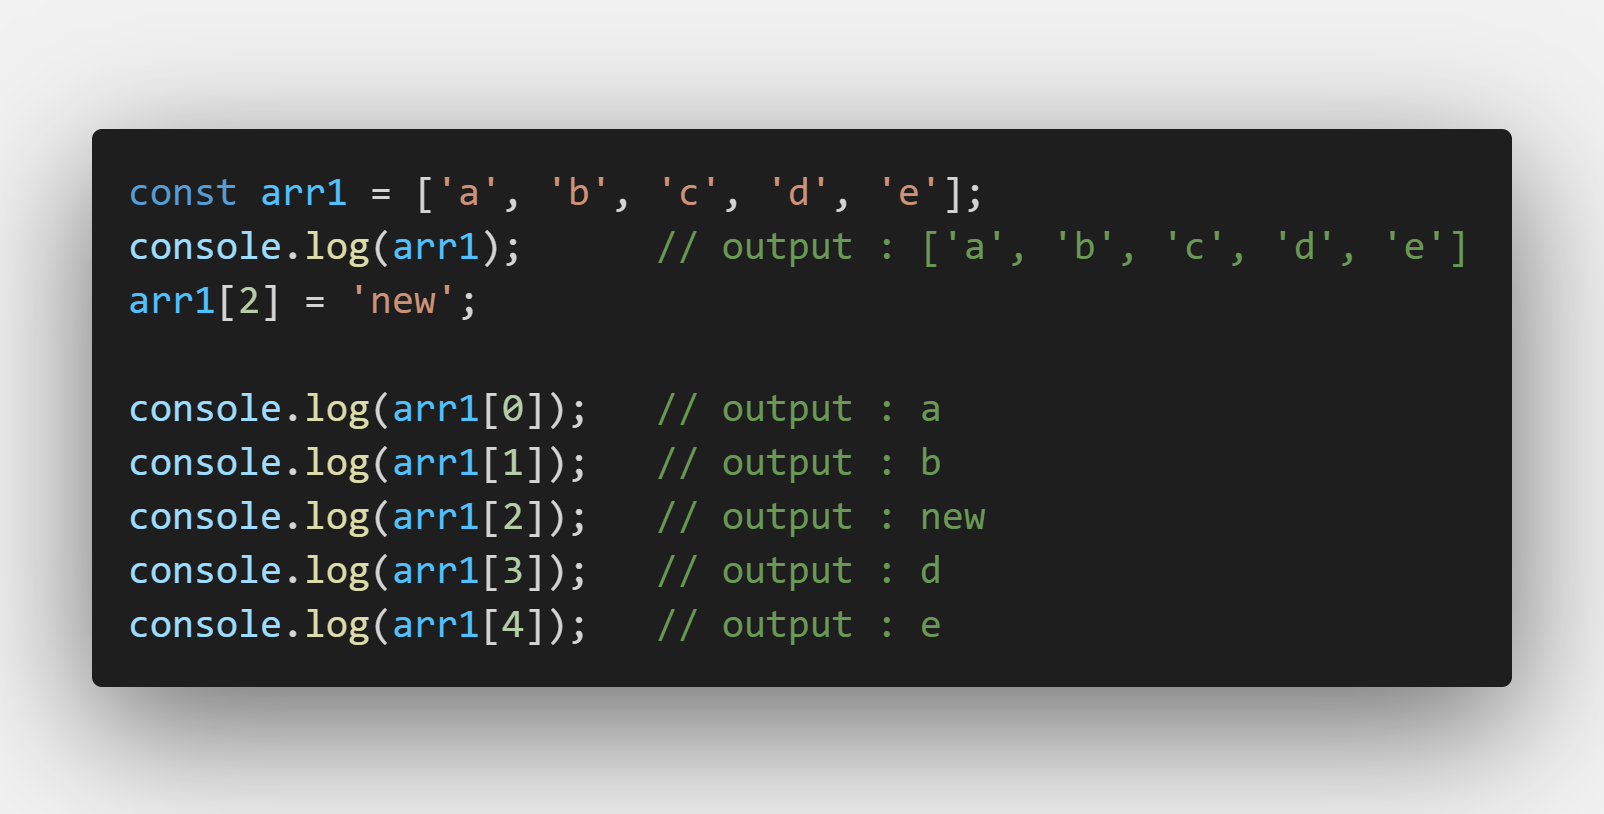 const arr1 = ['a', 'b', 'c', 'd', 'e'];
console.log(arr1);      // output : ['a', 'b', 'c', 'd', 'e']
arr1[2] = 'new';

console.log(arr1[0]);   // output : a
console.log(arr1[1]);   // output : b
console.log(arr1[2]);   // output : new
console.log(arr1[3]);   // output : d
console.log(arr1[4]);   // output : e